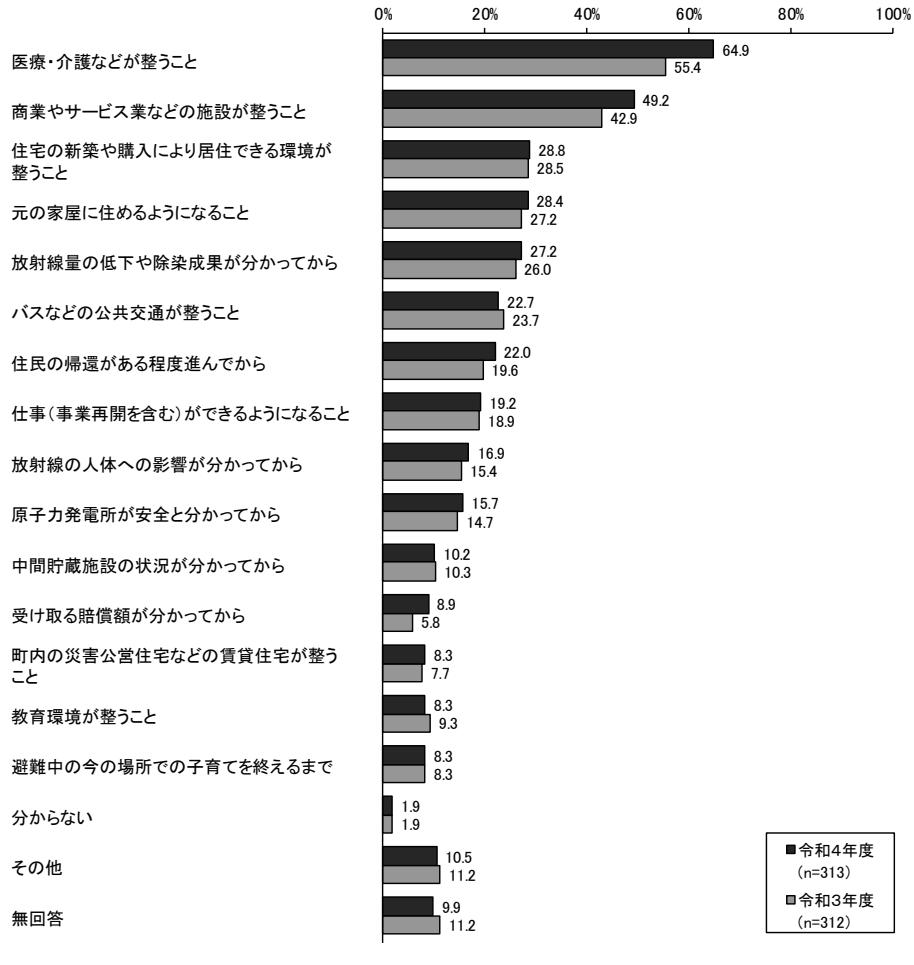 0% 20% 40% 60% 80% 100%
医療・介護などが整うこと
64.9
55.4
商業やサービス業などの施設が整うこと
49.2
42.9
住宅の新築や購入により居住できる環境が
整うこと
28.8
28.5
元の家屋に住めるようになること
28.4
27.2
放射線量の低下や除染成果が分かってから
27.2
26.0
バスなどの公共交通が整うこと
22.7
23.7
住民の帰還がある程度進んでから
22.0
19.6
仕事（事業再開を含む）ができるようになること
19.2
18.9
放射線の人体への影響が分かってから
16.9
15.4
原子力発電所が安全と分かってから
15.7
14.7
中間貯蔵施設の状況が分かってから
10.2
10.3
受け取る賠償額が分かってから
8.9
5.8
町内の災害公営住宅などの賃貸住宅が整う
こと
8.3
7.7
教育環境が整うこと
8.3
9.3
避難中の今の場所での子育てを終えるまで
8.3
8.3
分からない
1.9
1.9
その他
10.5
11.2
無回答
9.9
11.2
令和４年度
（n=313）
令和３年度
（n=312）